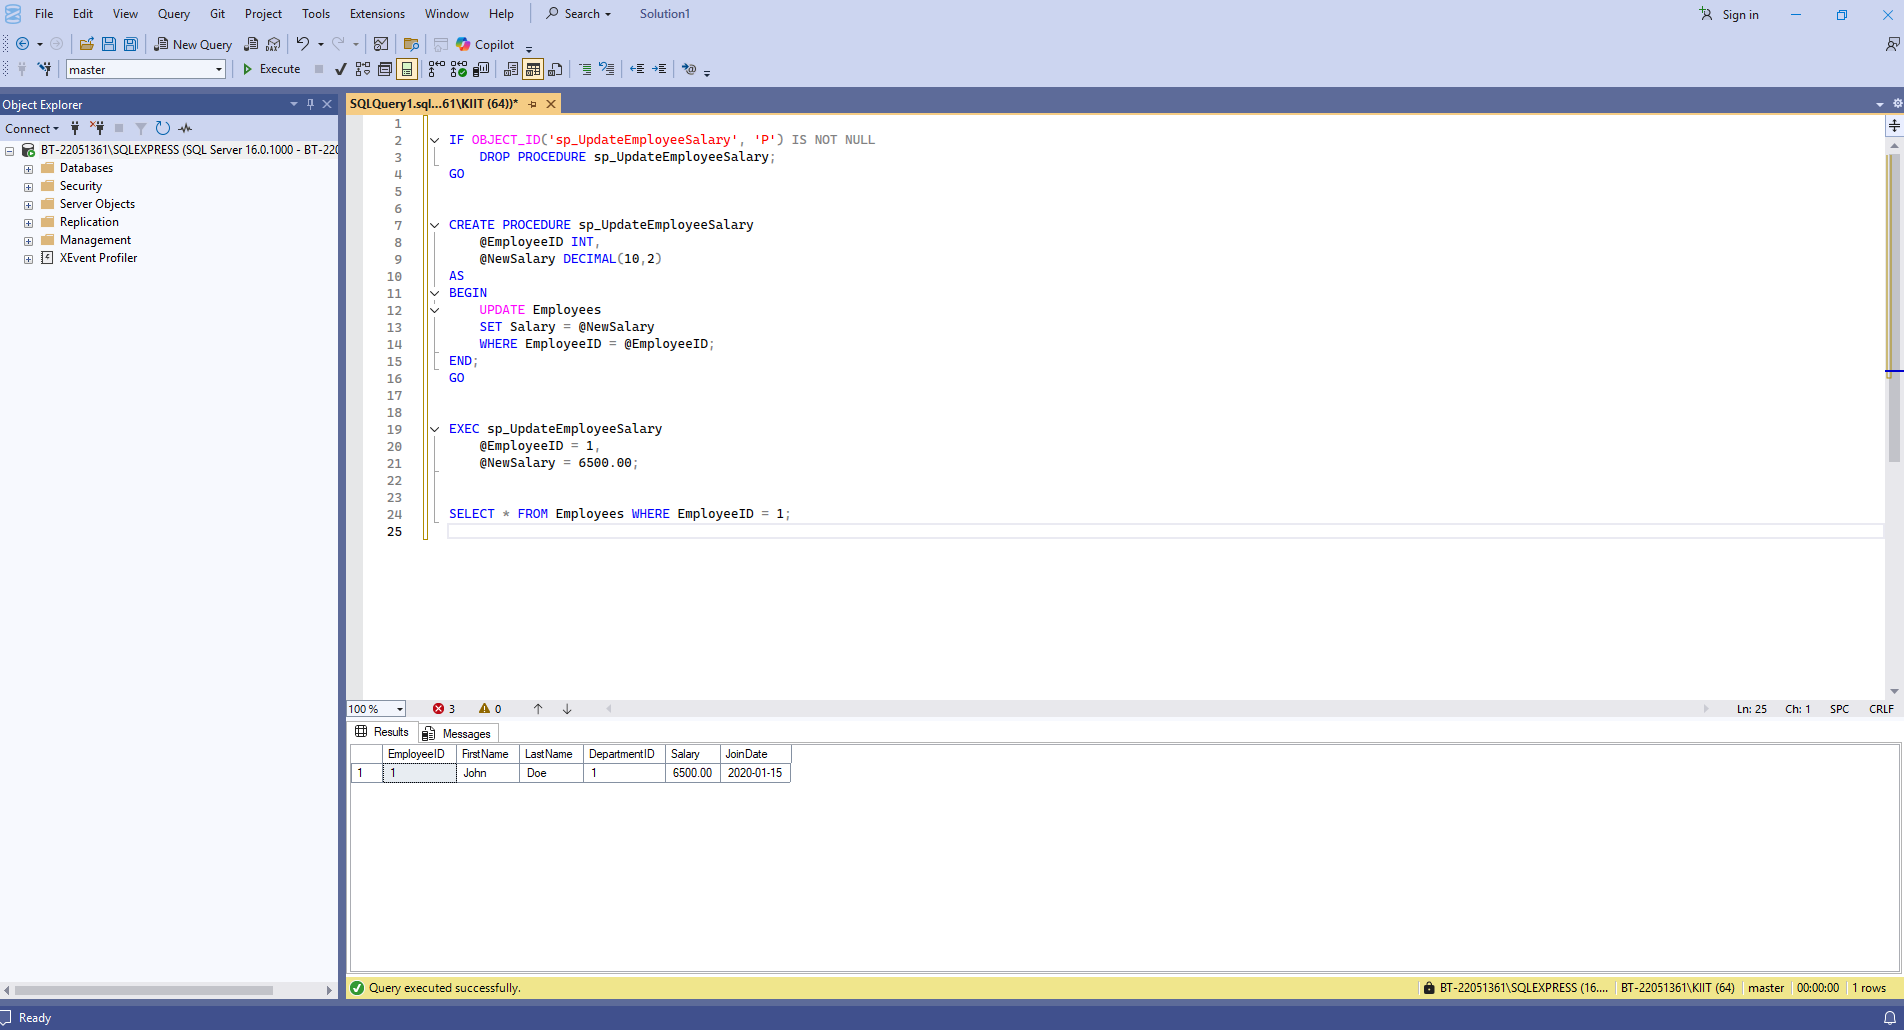 File Edit View Query Git Project Tools Extensions Window Help Search Solution1 Sign in
New Query DAX Copilot
master Execute
Object Explorer
Connect
BT-22051361\SQLEXPRESS (SQL Server 16.0.1000 - BT-220
Databases
Security
Server Objects
Replication
Management
XEvent Profiler
SQLQuery1.sql...61\KIIT (64))*
1
2 IF OBJECT_ID('sp_UpdateEmployeeSalary', 'P') IS NOT NULL
3 DROP PROCEDURE sp_UpdateEmployeeSalary;
4 GO
5
6
7 CREATE PROCEDURE sp_UpdateEmployeeSalary
8 @EmployeeID INT,
9 @NewSalary DECIMAL(10,2)
10 AS
11 BEGIN
12 UPDATE Employees
13 SET Salary = @NewSalary
14 WHERE EmployeeID = @EmployeeID;
15 END;
16 GO
17
18
19 EXEC sp_UpdateEmployeeSalary
20 @EmployeeID = 1,
21 @NewSalary = 6500.00;
22
23
24 SELECT * FROM Employees WHERE EmployeeID = 1;
25
100 % 3 0 Ln: 25 Ch: 1 SPC CRLF
Results Messages
EmployeeID FirstName LastName DepartmentID Salary JoinDate
1 1 John Doe 1 6500.00 2020-01-15
Query executed successfully. BT-22051361\SQLEXPRESS (16.... BT-22051361\KIIT (64) master 00:00:00 1 rows
Ready